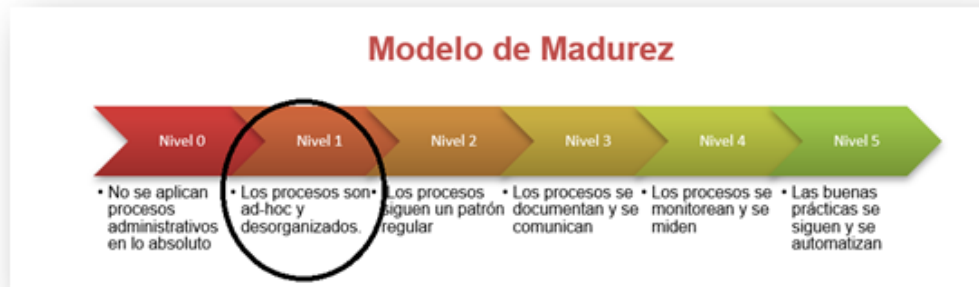 Modelo de Madurez
Nivel 0
Nivel 1
Nivel 2
Nivel 3
Nivel 4
Nivel 5
• No se aplican
procesos
administrativos
en lo absoluto
• Los procesos son
ad-hoc y
desorganizados.
• Los procesos
siguen un patrón
regular
• Los procesos se
documentan y se
comunican
• Los procesos se
monitorean y se
miden
• Las buenas
prácticas se
siguen y se
automatizan